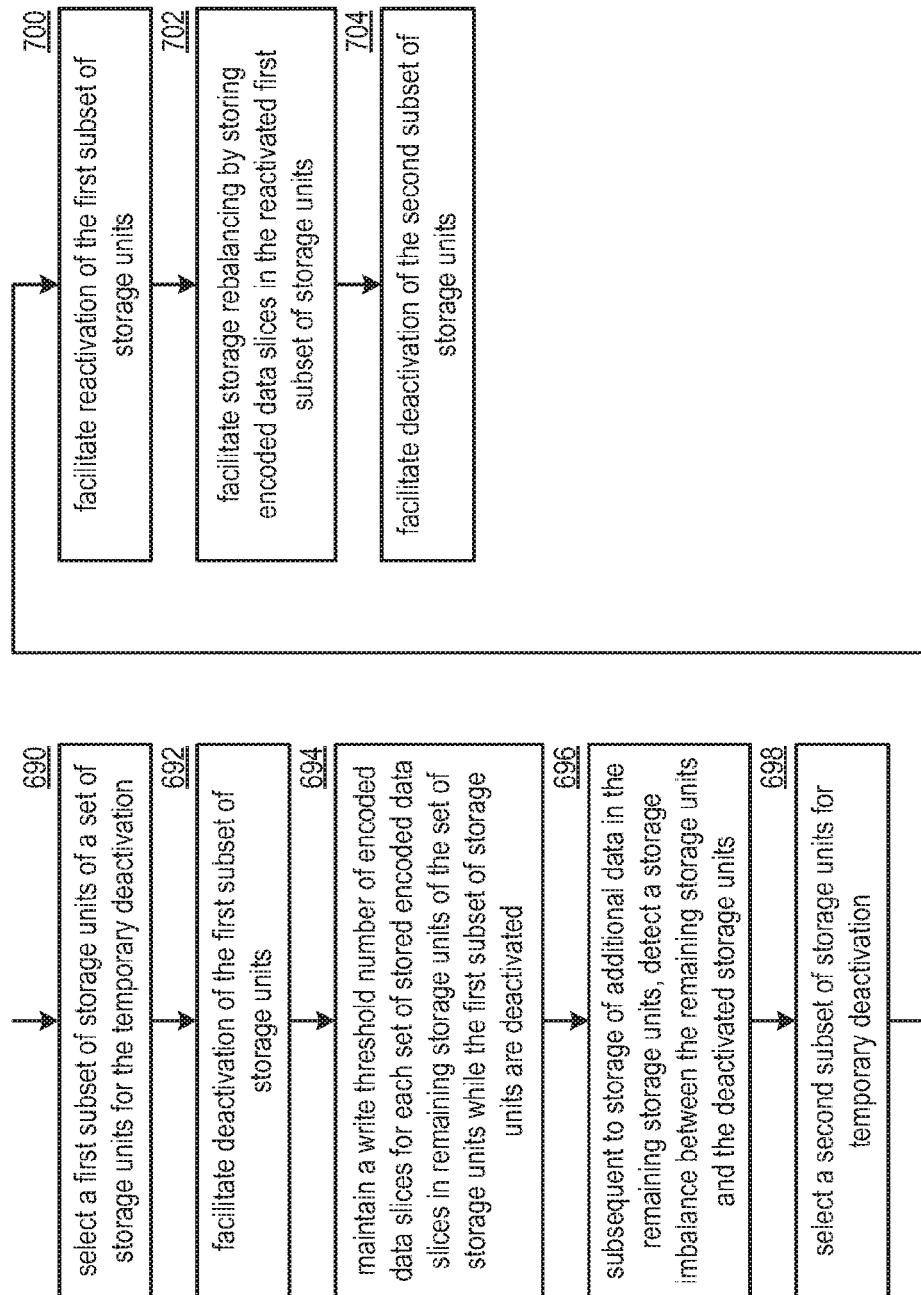 690
select a first subset of storage units of a set of
storage units for the temporary deactivation
692
facilitate deactivation of the first subset of
storage units
694
maintain a write threshold number of encoded
data slices for each set of stored encoded data
slices in remaining storage units of the set of
storage units while the first subset of storage
units are deactivated
696
subsequent to storage of additional data in the
remaining storage units, detect a storage
imbalance between the remaining storage units
and the deactivated storage units
698
select a second subset of storage units for
temporary deactivation
700
facilitate reactivation of the first subset of
storage units
702
facilitate storage rebalancing by storing
encoded data slices in the reactivated first
subset of storage units
704
facilitate deactivation of the second subset of
storage units